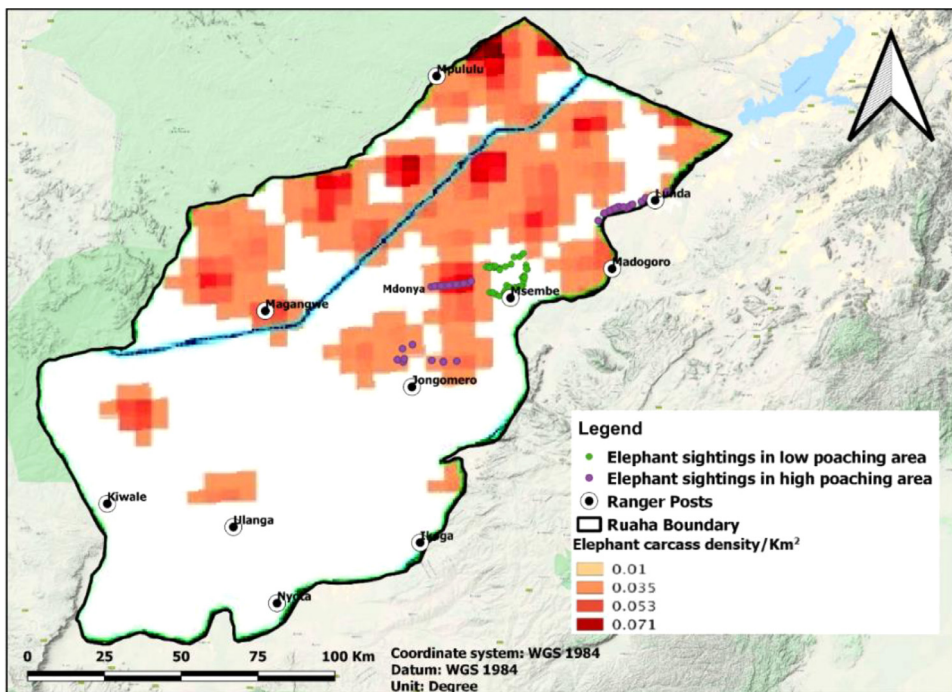 Mpululu
Lunda
Madogoro
Mdonya
Msembe
Magangwe
Jongomero
Kiwale
Ulanga
Ikoga
Nyota
Legend
Elephant sightings in low poaching area
Elephant sightings in high poaching area
Ranger Posts
Ruaha Boundary
Elephant carcass density/Km²
0.01
0.035
0.053
0.071
0 25 50 75 100 Km
Coordinate system: WGS 1984
Datum: WGS 1984
Unit: Degree